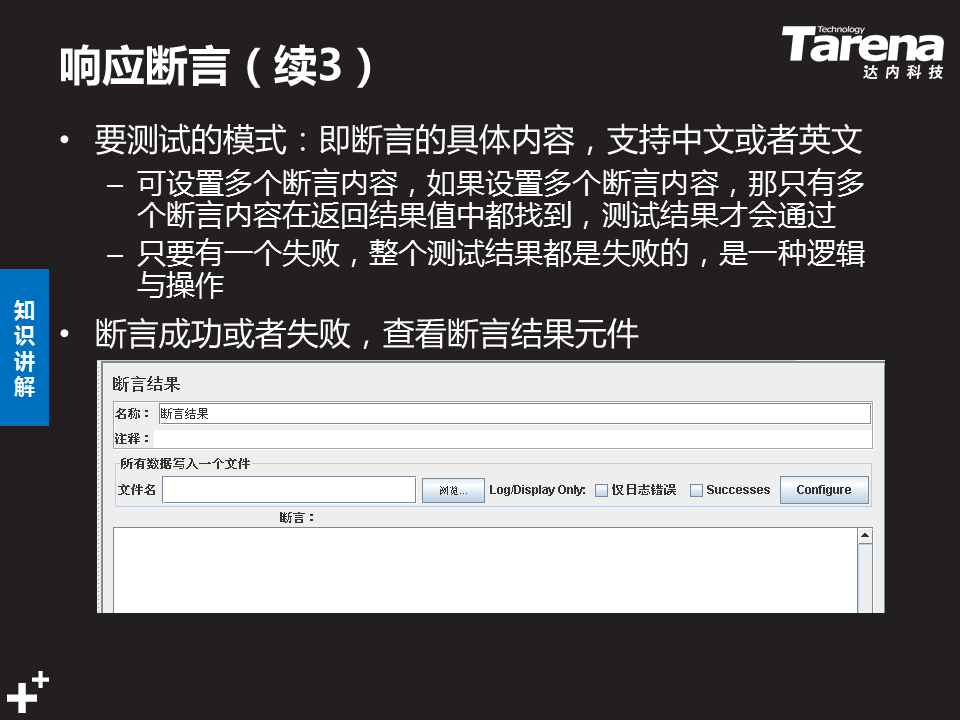 响应断言（续3）
Technology
Tarena
达内科技
• 要测试的模式：即断言的具体内容，支持中文或者英文
– 可设置多个断言内容，如果设置多个断言内容，那只有多
个断言内容在返回结果值中都找到，测试结果才会通过
– 只要有一个失败，整个测试结果都是失败的，是一种逻辑
与操作
知识讲解
• 断言成功或者失败，查看断言结果元件
断言结果
名称： 断言结果
注释：
所有数据写入一个文件
文件名 浏览... Log/Display Only: 仅日志错误 Successes Configure
断言：